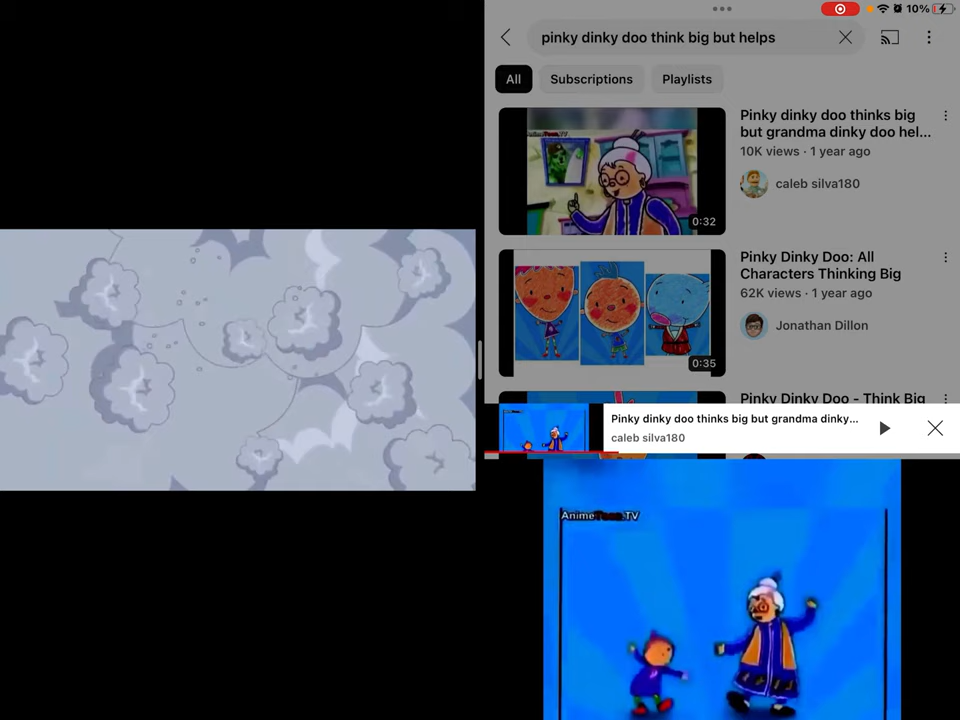 10%
pinky dinky doo think big but helps
All
Subscriptions
Playlists
Pinky dinky doo thinks big
but grandma dinky doo hel...
10K views · 1 year ago
caleb silva180
0:32
Pinky Dinky Doo: All
Characters Thinking Big
62K views · 1 year ago
Jonathan Dillon
0:35
Pinky Dinky Doo - Think Big
Pinky dinky doo thinks big but grandma dinky...
caleb silva180
AnimeToon.TV